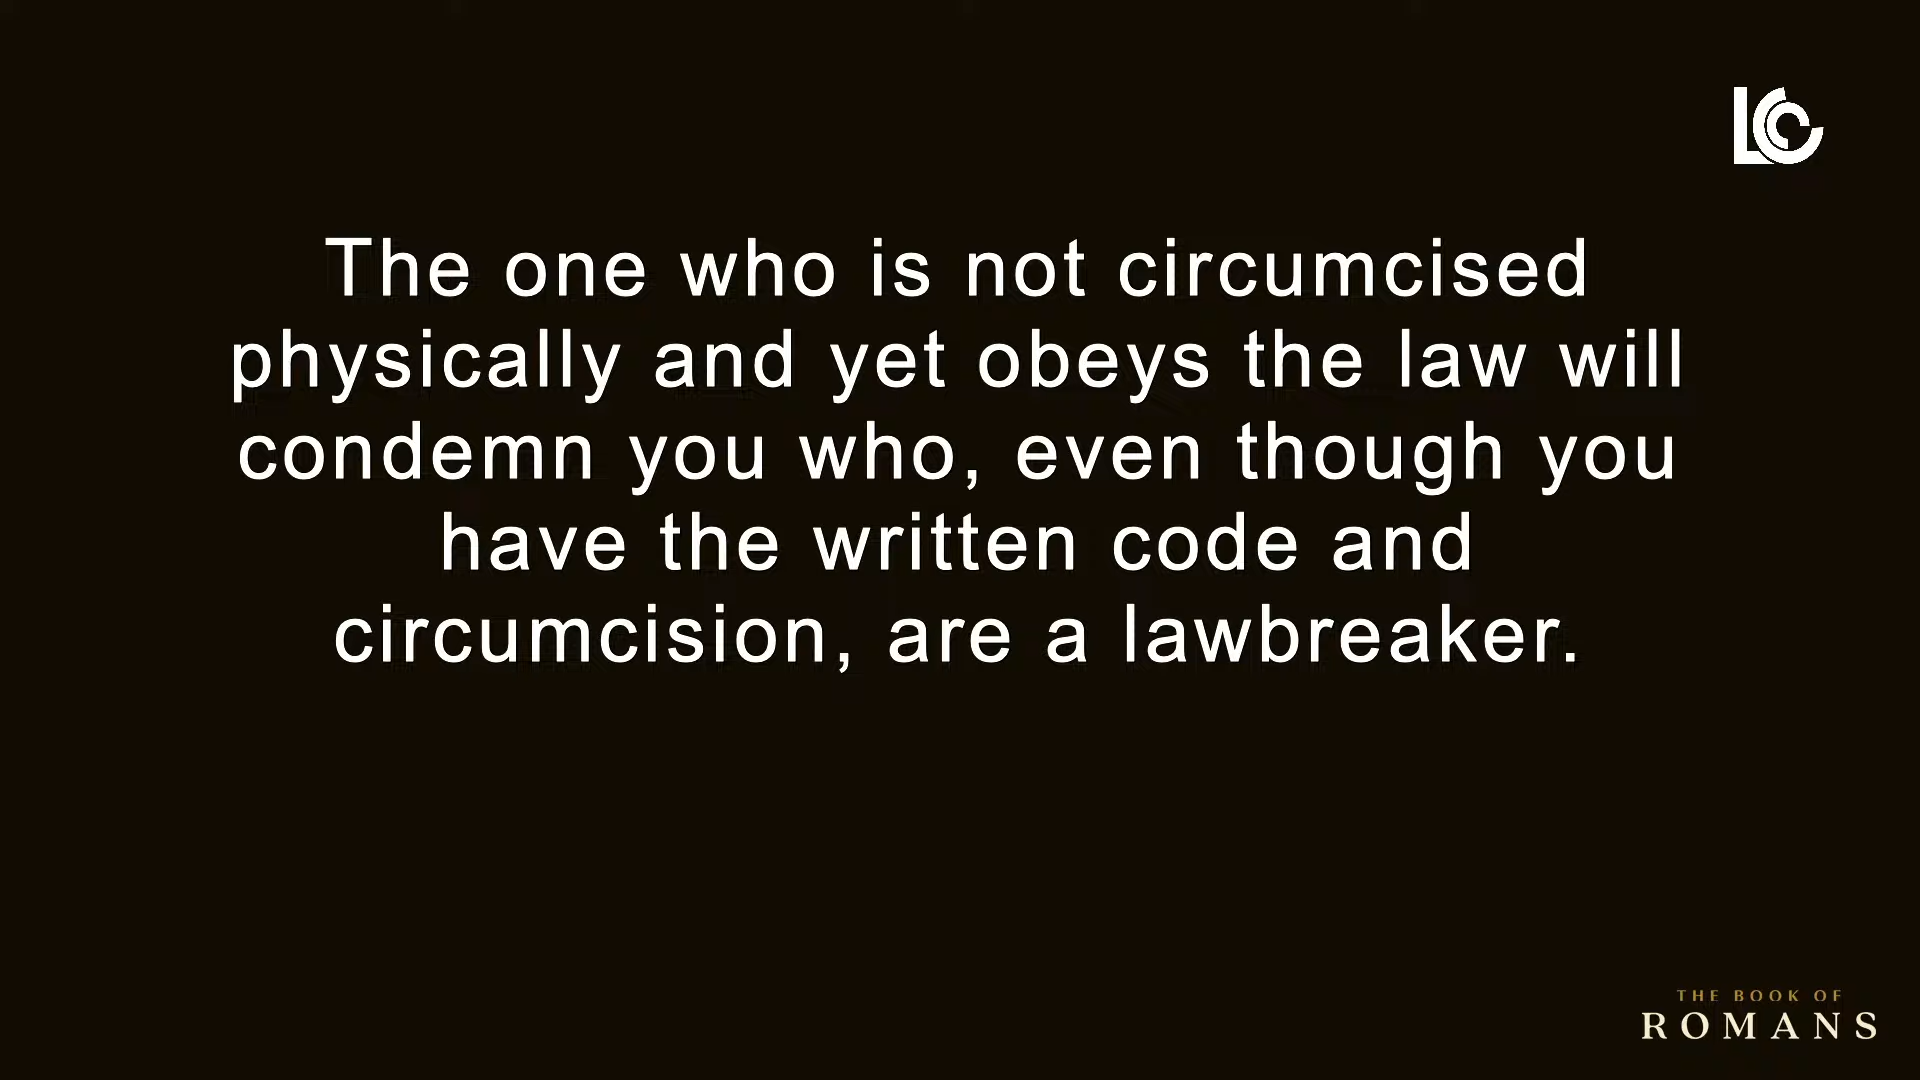 LCC
The one who is not circumcised
physically and yet obeys the law will
condemn you who, even though you
have the written code and
circumcision, are a lawbreaker.
THE BOOK OF
ROMANS